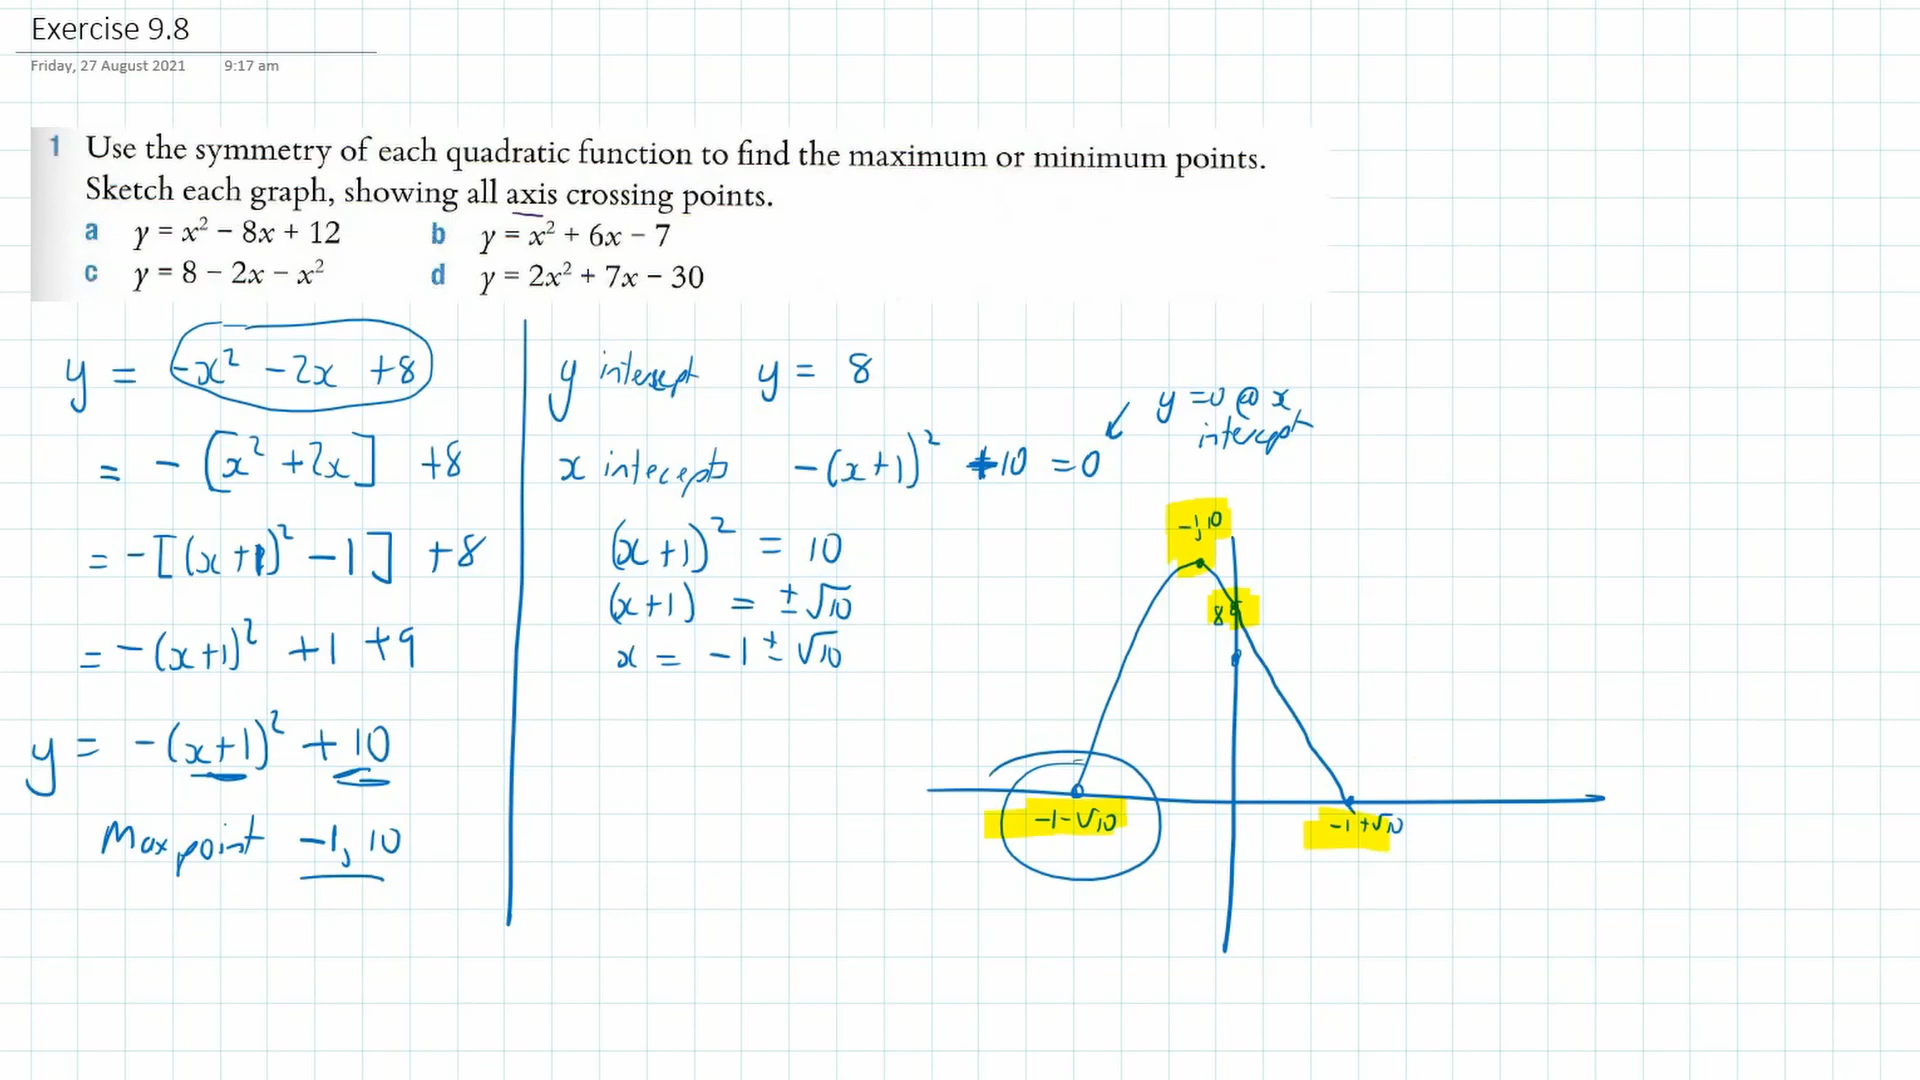 Exercise 9.8
Friday, 27 August 2021 9:17 am
1 Use the symmetry of each quadratic function to find the maximum or minimum points.
Sketch each graph, showing all axis crossing points.
a y = x² − 8x + 12 b y = x² + 6x − 7
c y = 8 − 2x − x² d y = 2x² + 7x − 30
y = -x² - 2x + 8
= - [x² + 2x] + 8
= - [(x + 1)² - 1] + 8
= - (x+1)² + 1 + 9
y = - (x+1)² + 10
Max point -1, 10
y intersept y = 8
x intecepts - (x+1)² + 10 = 0
y = 0 @ x
intercept
(x+1)² = 10
(x+1) = ± √10
x = -1 ± √10
-1, 10
8
-1 - √10
-1 + √10